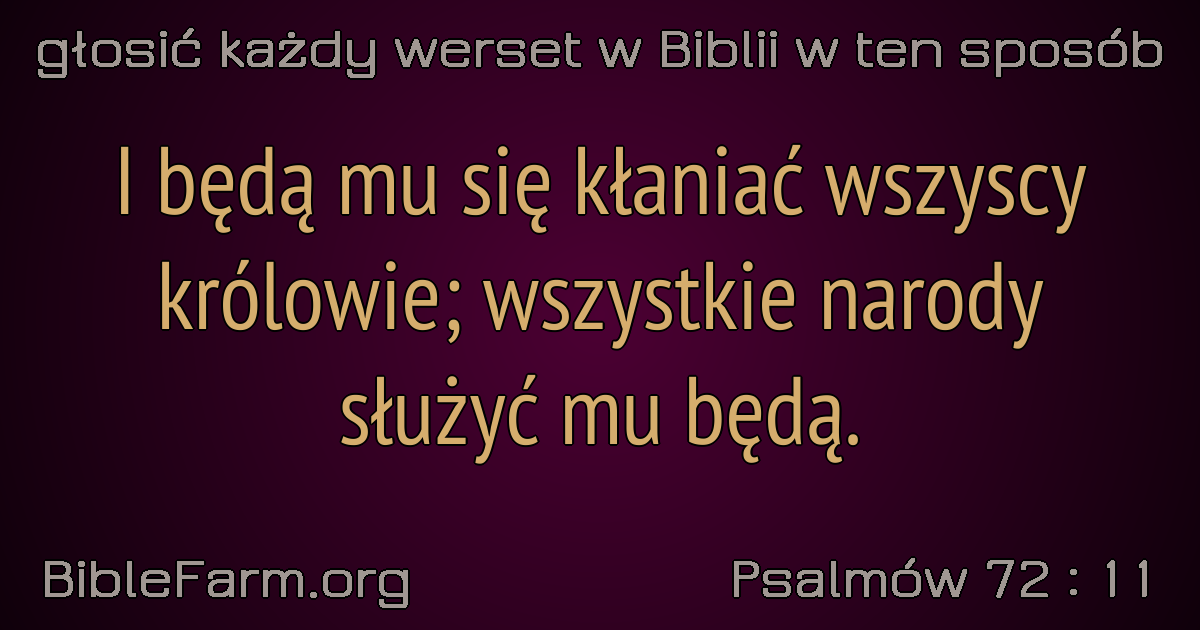 głosić każdy werset w Biblii w ten sposób
I będą mu się kłaniać wszyscy
królowie; wszystkie narody
służyć mu będą.
BibleFarm.org
Psalmów 72 : 11